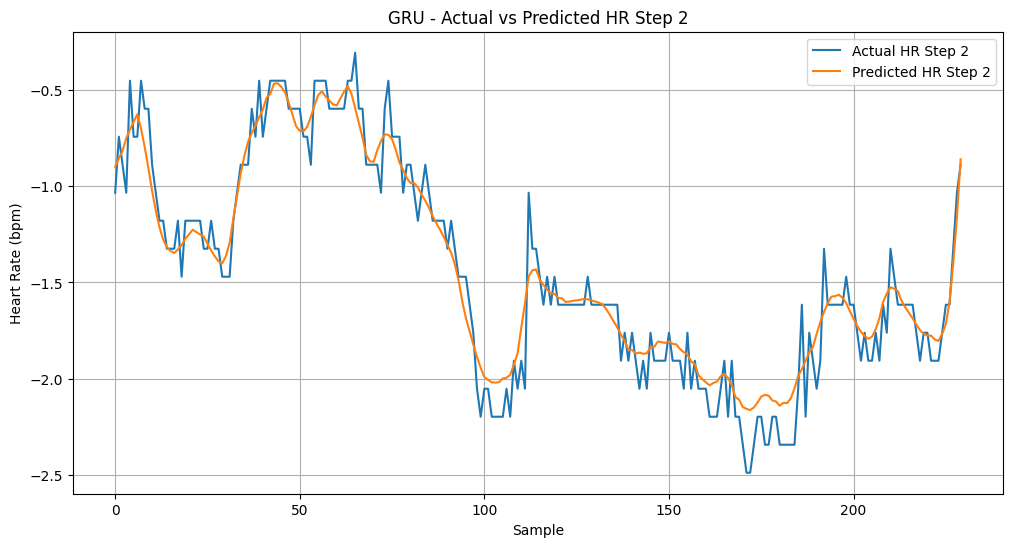 GRU - Actual vs Predicted HR Step 2
Actual HR Step 2
Predicted HR Step 2
Heart Rate (bpm)
−0.5
−1.0
−1.5
−2.0
−2.5
0
50
100
150
200
Sample